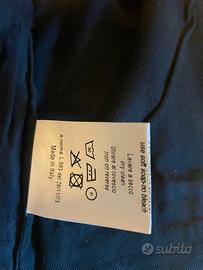 use soft soap-no bleach
Lavare a secco
dry clean
Stirare al rovescio
iron on reverse
A norma L 883 del 26/11/73
Made in Italy
subito